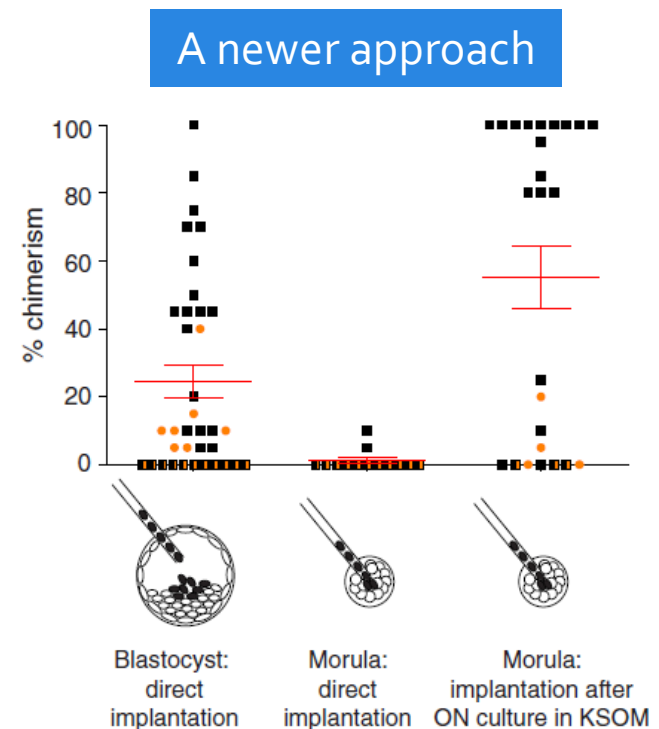 A newer approach
% chimerism
100
80
60
40
20
0
Blastocyst:
direct
implantation
Morula:
direct
implantation
Morula:
implantation after
ON culture in KSOM